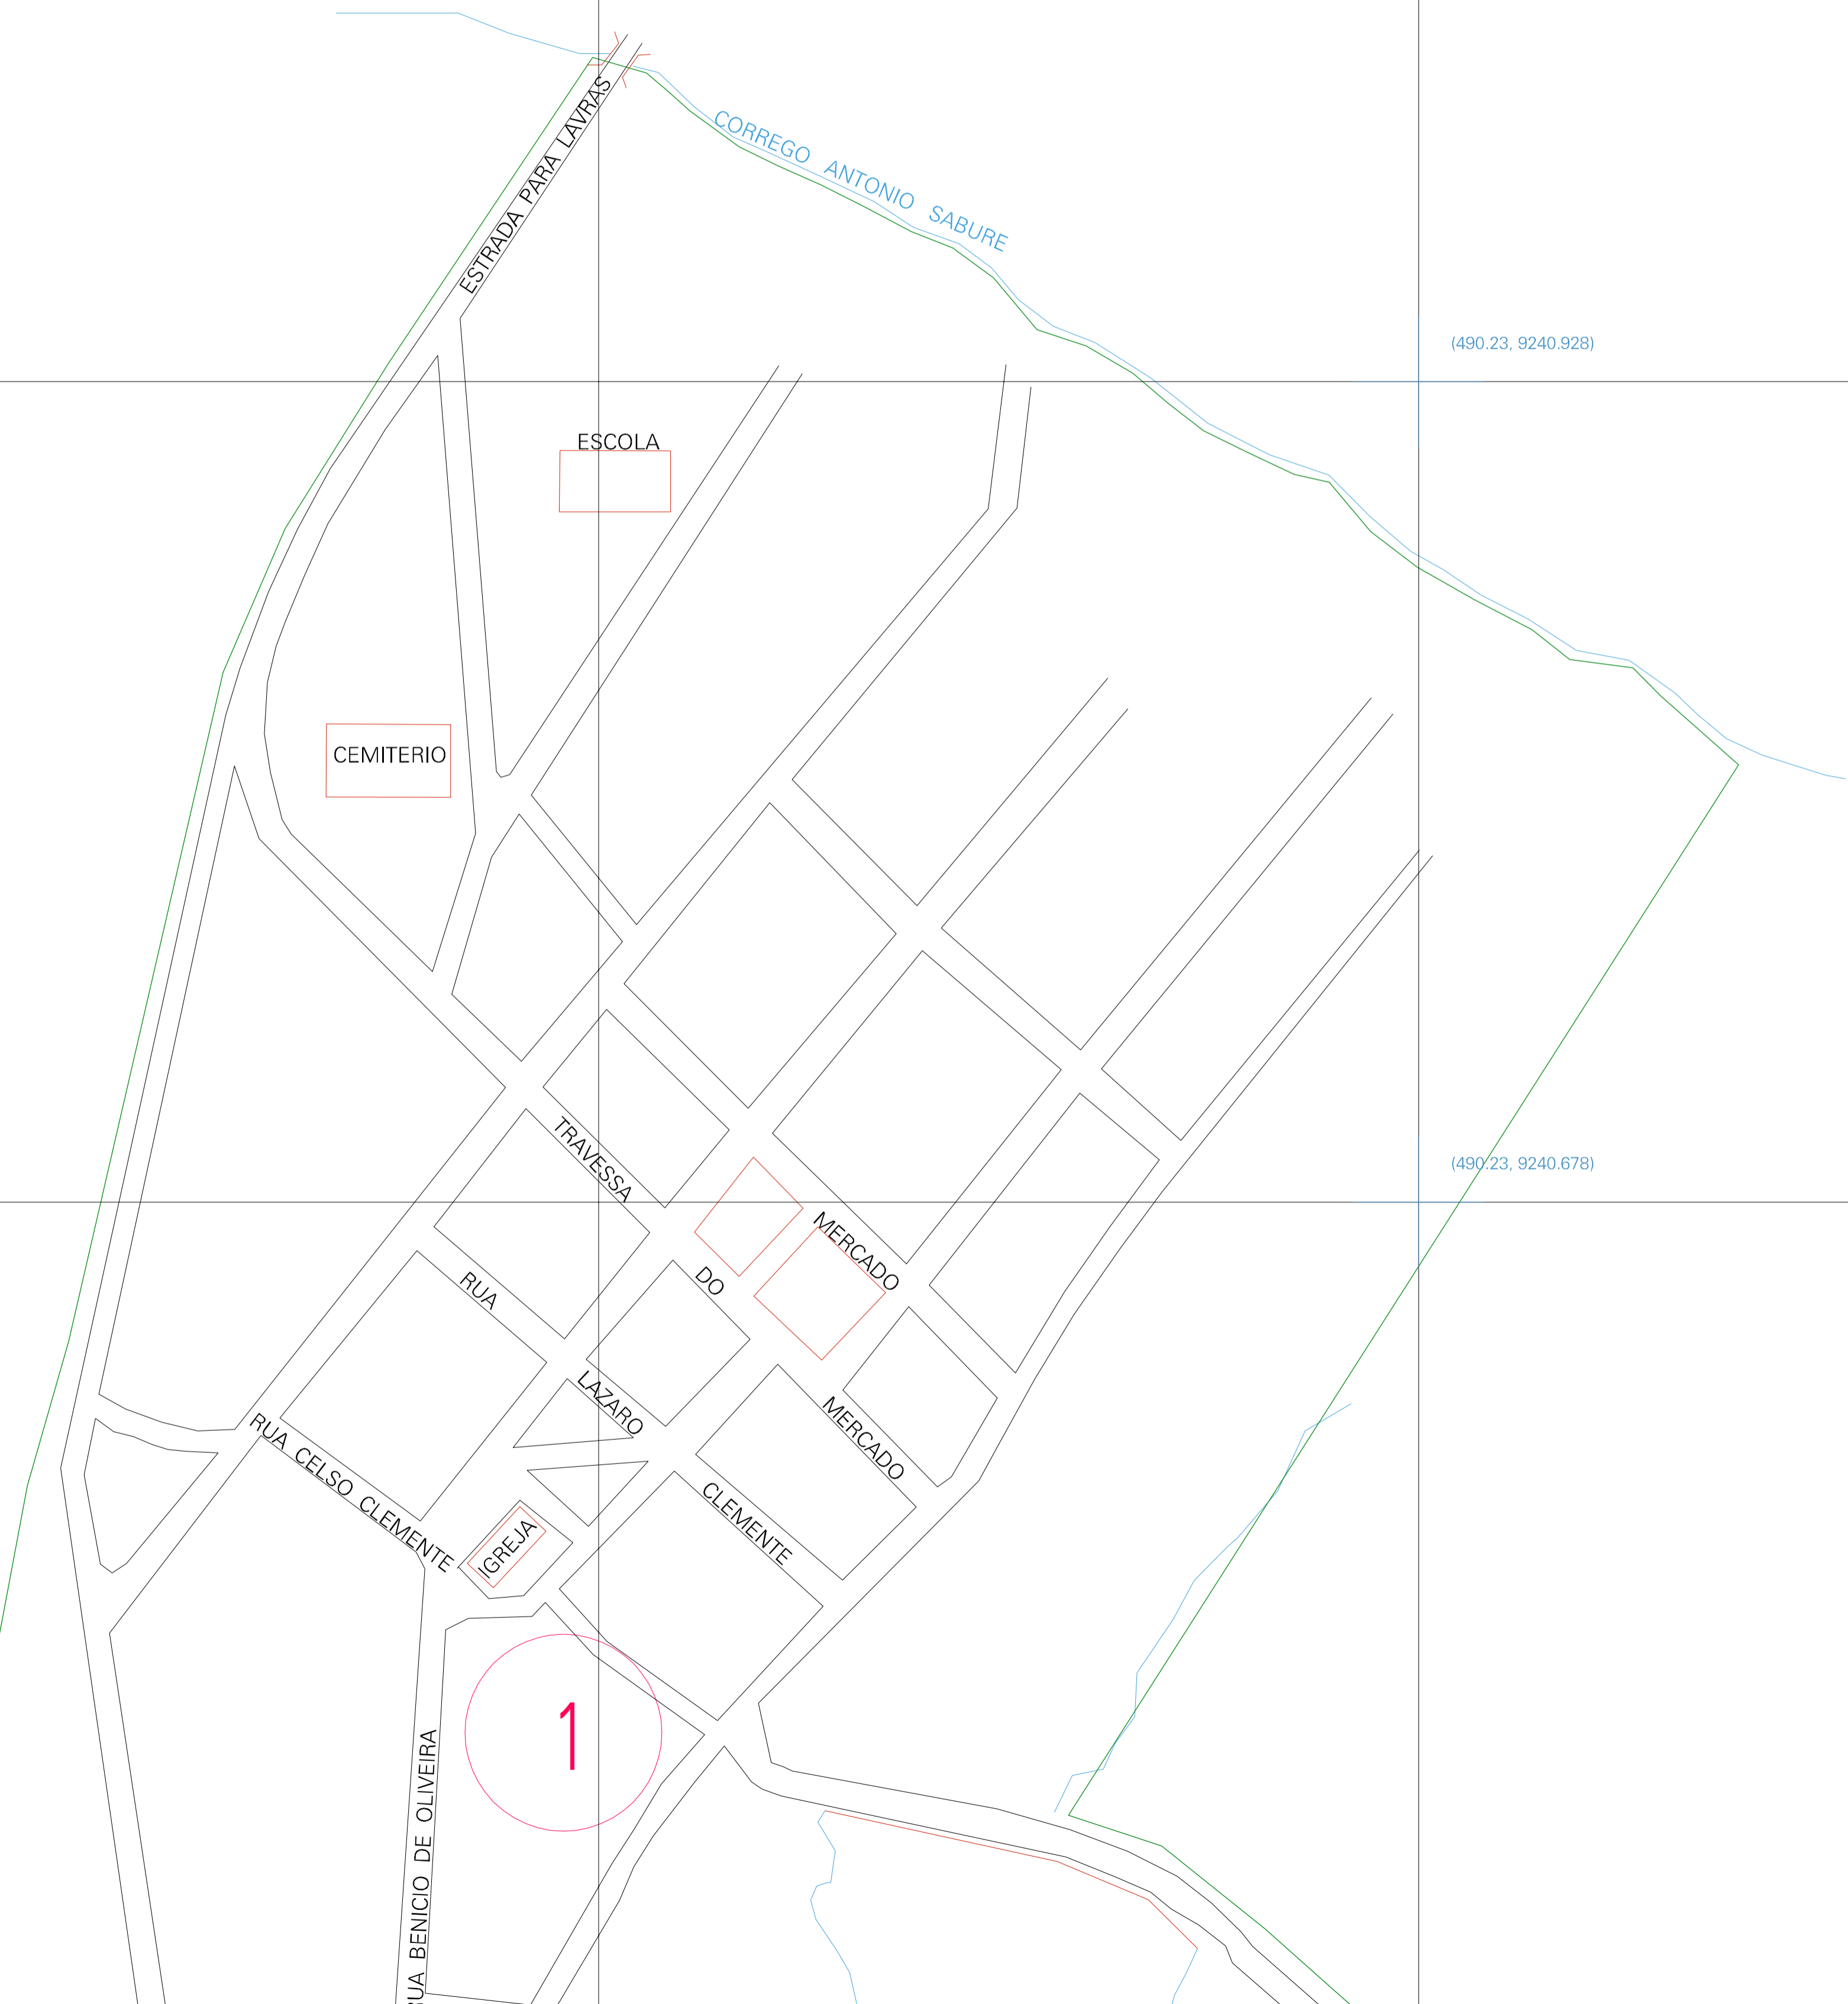 ESTRADA PARA LAVRAS
CORREGO ANTONIO SABURE
(490.23, 9240.928)
ESCOLA
CEMITERIO
TRAVESSA
DO
MERCADO
(490.23, 9240.678)
MERCADO
RUA
LAZARO
CLEMENTE
RUA CELSO CLEMENTE
IGREJA
1
RUA BENICIO DE OLIVEIRA